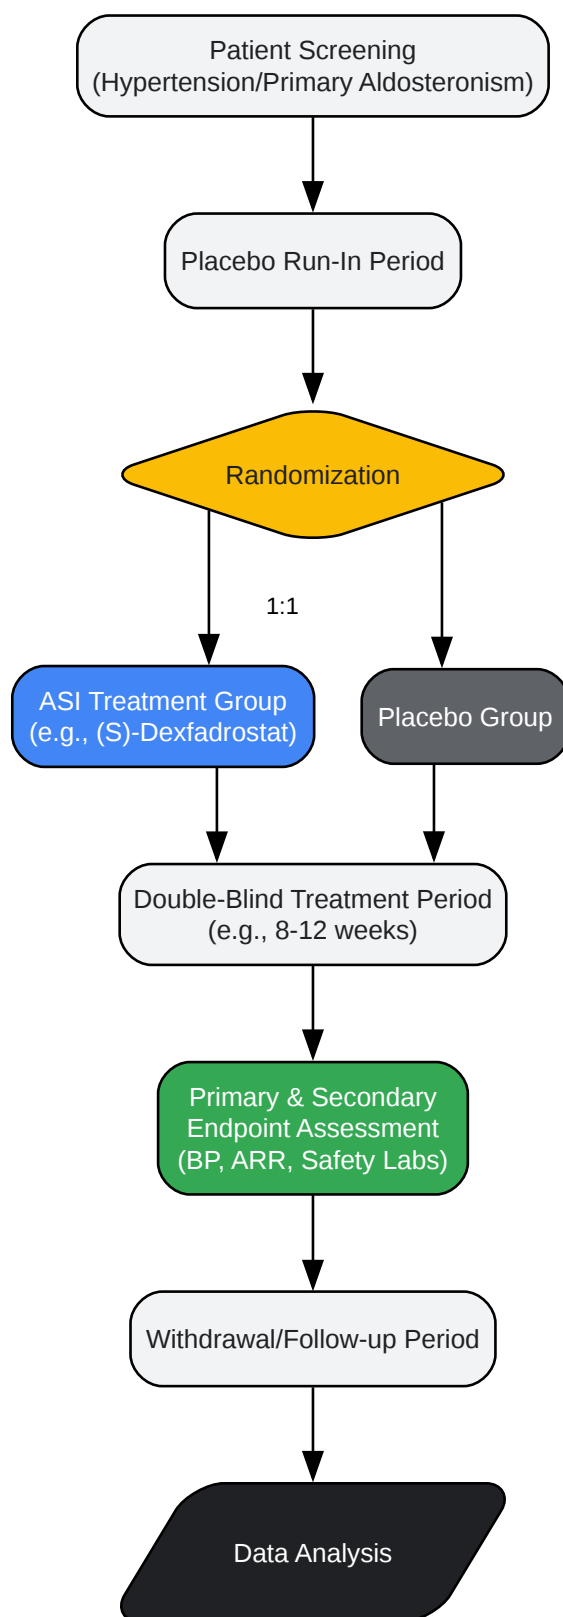 Patient Screening
(Hypertension/Primary Aldosteronism)
Placebo Run-In Period
Randomization
1:1
ASI Treatment Group
(e.g., (S)-Dexfadrostat)
Placebo Group
Double-Blind Treatment Period
(e.g., 8-12 weeks)
Primary & Secondary
Endpoint Assessment
(BP, ARR, Safety Labs)
Withdrawal/Follow-up Period
Data Analysis